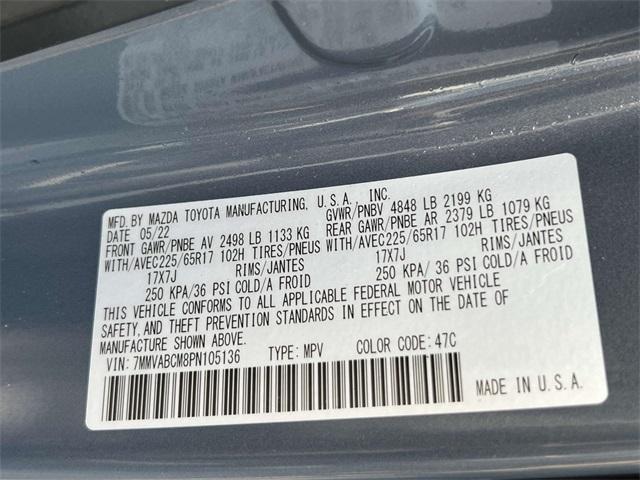 MFD. BY MAZDA TOYOTA MANUFACTURING, U.S.A., INC.
DATE 05/22 GVWR/PNBV 4848 LB 2199 KG
FRONT GAWR/PNBE AV 2498 LB 1133 KG REAR GAWR/PNBE AR 2379 LB 1079 KG
WITH/AVEC225/65R17 102H TIRES/PNEUS WITH/AVEC225/65R17 102H TIRES/PNEUS
17X7J RIMS/JANTES 17X7J RIMS/JANTES
250 KPA/36 PSI COLD/A FROID 250 KPA/36 PSI COLD/A FROID
THIS VEHICLE CONFORMS TO ALL APPLICABLE FEDERAL MOTOR VEHICLE
SAFETY, AND THEFT PREVENTION STANDARDS IN EFFECT ON THE DATE OF
MANUFACTURE SHOWN ABOVE.
VIN: 7MMVABCM8PN105136 TYPE: MPV COLOR CODE: 47C
MADE IN U.S.A.